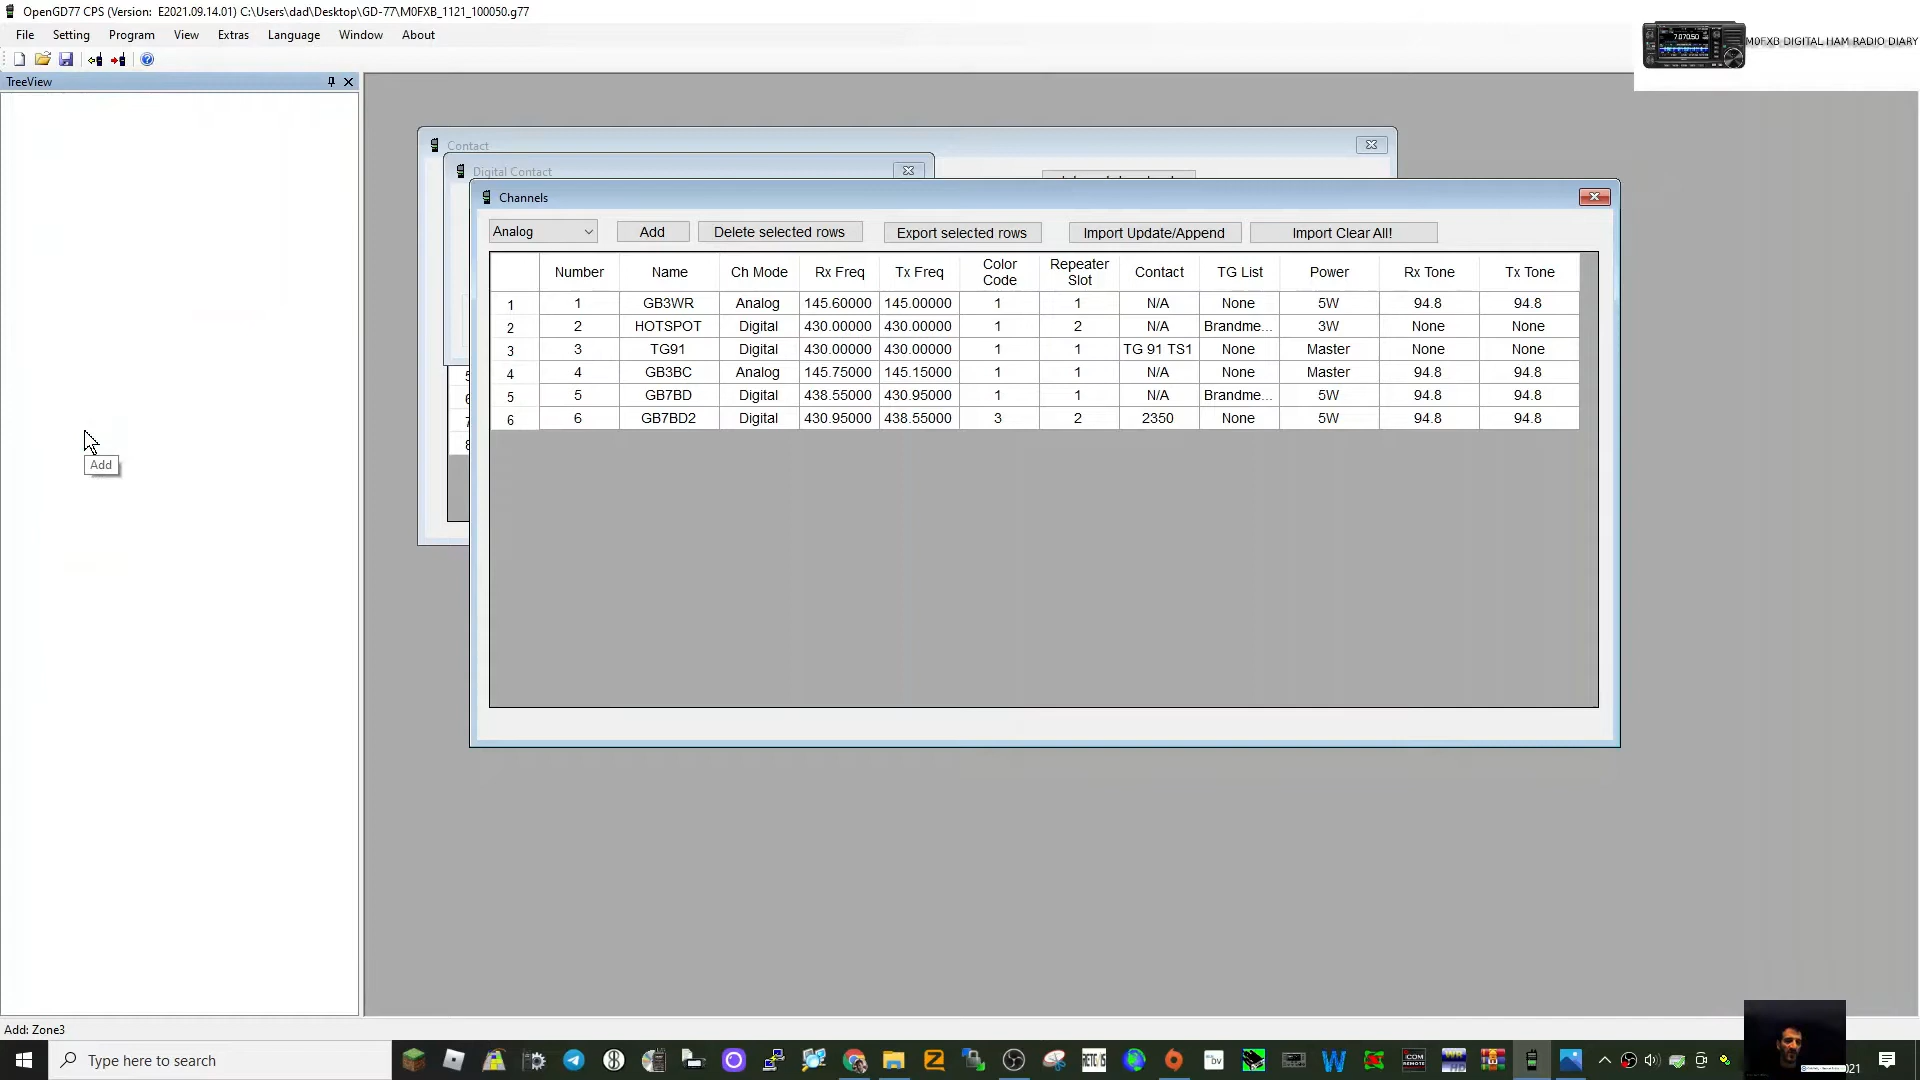 OpenGD77 CPS (Version: E2021.09.14.01) C:\Users\dad\Desktop\GD-77\M0FXB_1121_100050.g77
File Setting Program View Extras Language Window About
7.070.50
M0FXB DIGITAL HAM RADIO DIARY
TreeView
Contact
Digital Contact
Channels
Analog Add Delete selected rows Export selected rows Import Update/Append Import Clear All!
Number Name Ch Mode Rx Freq Tx Freq Color Code Repeater Slot Contact TG List Power Rx Tone Tx Tone
1 1 GB3WR Analog 145.60000 145.00000 1 1 N/A None 5W 94.8 94.8
2 2 HOTSPOT Digital 430.00000 430.00000 1 2 N/A Brandme... 3W None None
3 3 TG91 Digital 430.00000 430.00000 1 1 TG 91 TS1 None Master None None
4 4 GB3BC Analog 145.75000 145.15000 1 1 N/A None Master 94.8 94.8
5 5 GB7BD Digital 438.55000 430.95000 1 1 N/A Brandme... 5W 94.8 94.8
6 6 GB7BD2 Digital 430.95000 438.55000 3 2 2350 None 5W 94.8 94.8
Add
Add: Zone3
Type here to search